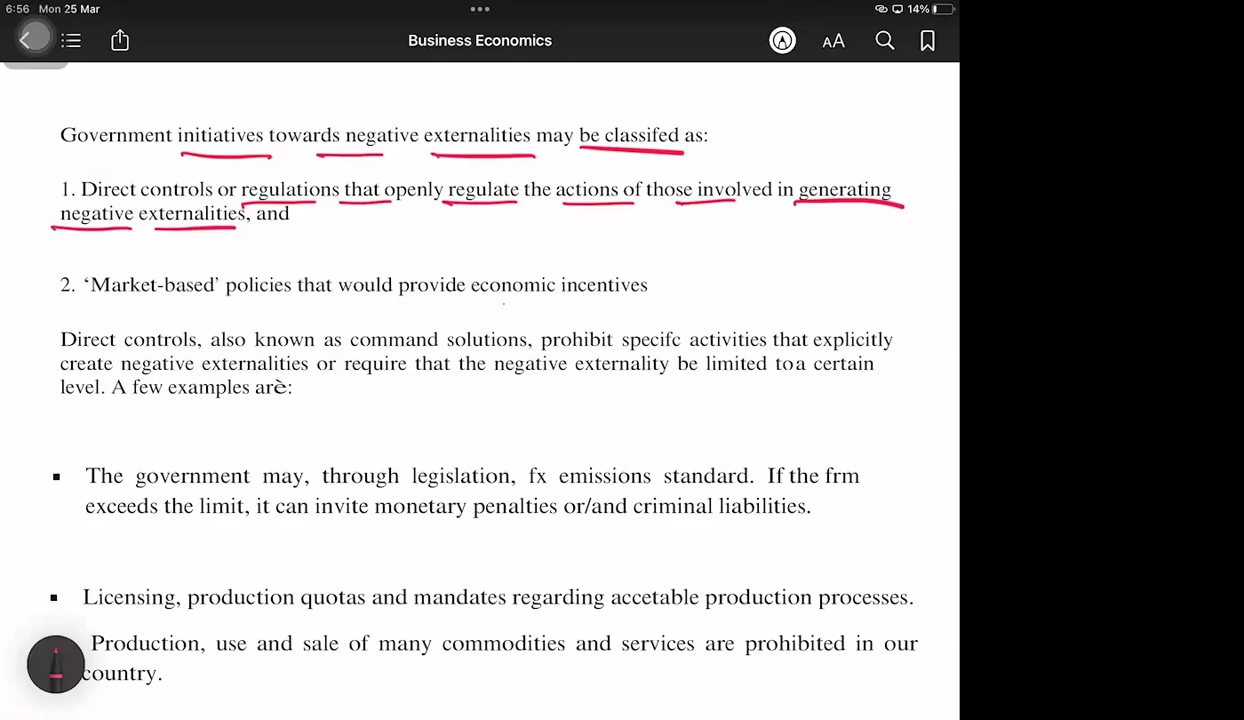 6:56 Mon 25 Mar
14%
Business Economics
AA
Government initiatives towards negative externalities may be classifed as:
1. Direct controls or regulations that openly regulate the actions of those involved in generating
negative externalities, and
2. ‘Market-based’ policies that would provide economic incentives
Direct controls, also known as command solutions, prohibit specifc activities that explicitly
create negative externalities or require that the negative externality be limited toa certain
level. A few examples arè:
▪ The government may, through legislation, fx emissions standard. If the frm
exceeds the limit, it can invite monetary penalties or/and criminal liabilities.
▪ Licensing, production quotas and mandates regarding accetable production processes.
Production, use and sale of many commodities and services are prohibited in our
country.